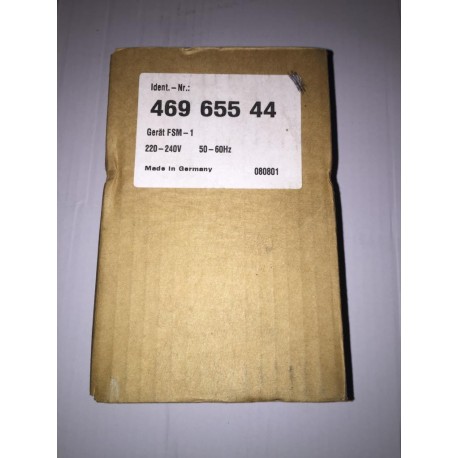 Ident.-Nr.:
469 655 44
Gerät FSM-1
220-240V 50-60Hz
Made in Germany 080801